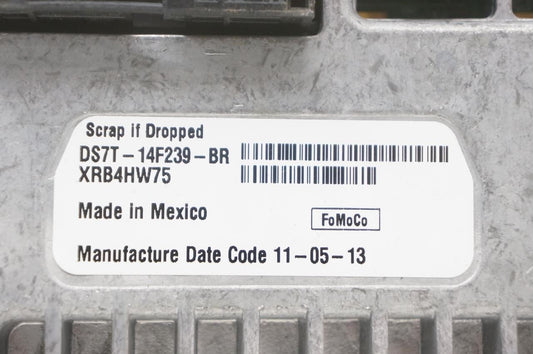 Scrap if Dropped
DS7T-14F239-BR
XRB4HW75
Made in Mexico
FoMoCo
Manufacture Date Code 11-05-13